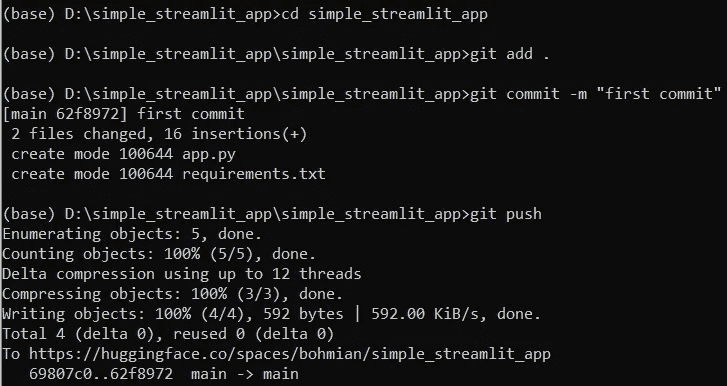 (base) D:\simple_streamlit_app>cd simple_streamlit_app
(base) D:\simple_streamlit_app\simple_streamlit_app>git add .
(base) D:\simple_streamlit_app\simple_streamlit_app>git commit -m "first commit"
[main 62f8972] first commit
 2 files changed, 16 insertions(+)
 create mode 100644 app.py
 create mode 100644 requirements.txt
(base) D:\simple_streamlit_app\simple_streamlit_app>git push
Enumerating objects: 5, done.
Counting objects: 100% (5/5), done.
Delta compression using up to 12 threads
Compressing objects: 100% (3/3), done.
Writing objects: 100% (4/4), 592 bytes | 592.00 KiB/s, done.
Total 4 (delta 0), reused 0 (delta 0)
To https://huggingface.co/spaces/bohmian/simple_streamlit_app
   69807c0..62f8972  main -> main